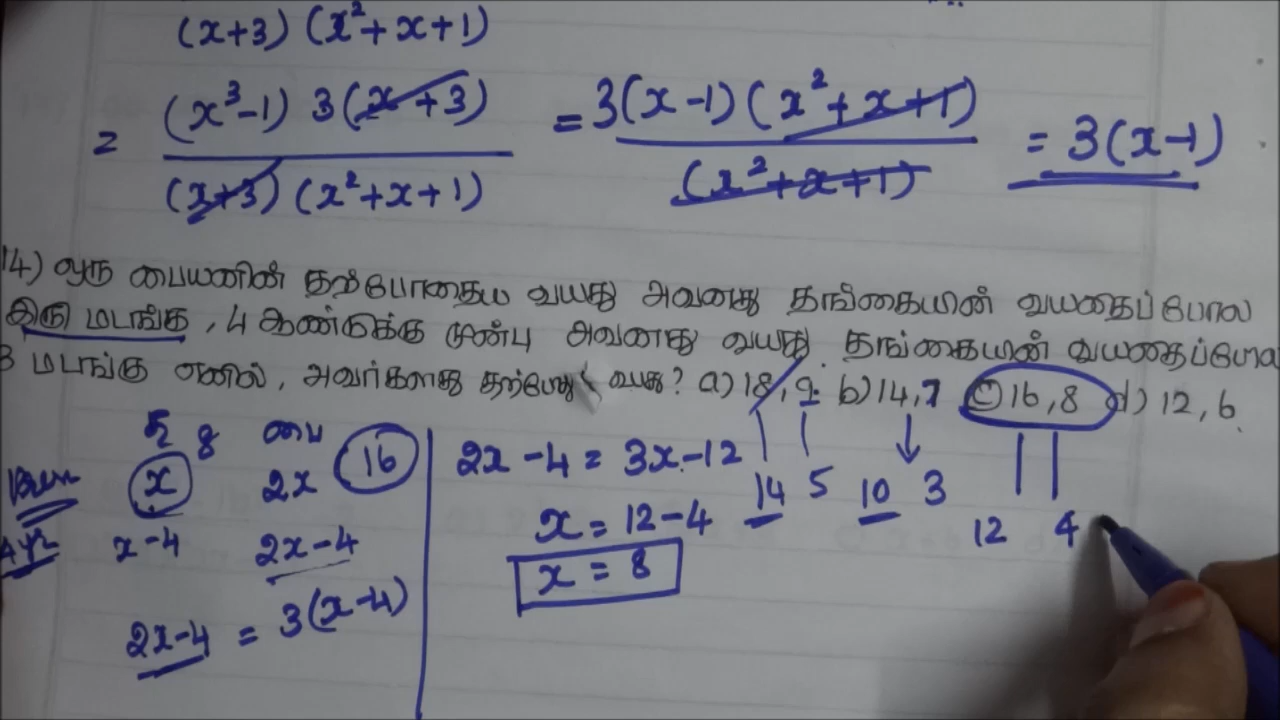 (x+3) (x²+x+1)
= (x³-1) 3(x+3) / (x+3) (x²+x+1) = 3(x-1)(x²+x+1) / (x²+x+1) = 3(x-1)
14) ஒரு பையனின் தற்போதைய வயது அவனது தங்கையின் வயதைப்போல
இரு மடங்கு, 4 ஆண்டுக்கு முன்பு அவனது வயது தங்கையின் வயதைப்போல
3 மடங்கு எனில், அவர்களது தற்போது வயது? a) 18, 9. b) 14, 7 c) 16, 8 d) 12, 6.
பை
x 2x 16
x-4 2x-4
2x-4 = 3(x-4)
2x-4 = 3x-12
x = 12-4
x = 8
14 5 10 3
12 4